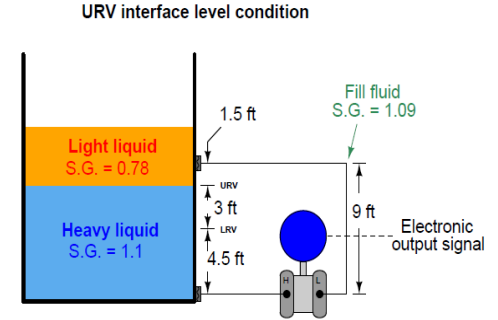 URV interface level condition
Fill fluid
S.G. = 1.09
1.5 ft
Light liquid
S.G. = 0.78
URV
3 ft
9 ft
LRV
Heavy liquid
S.G. = 1.1
Electronic
output signal
4.5 ft
H
L